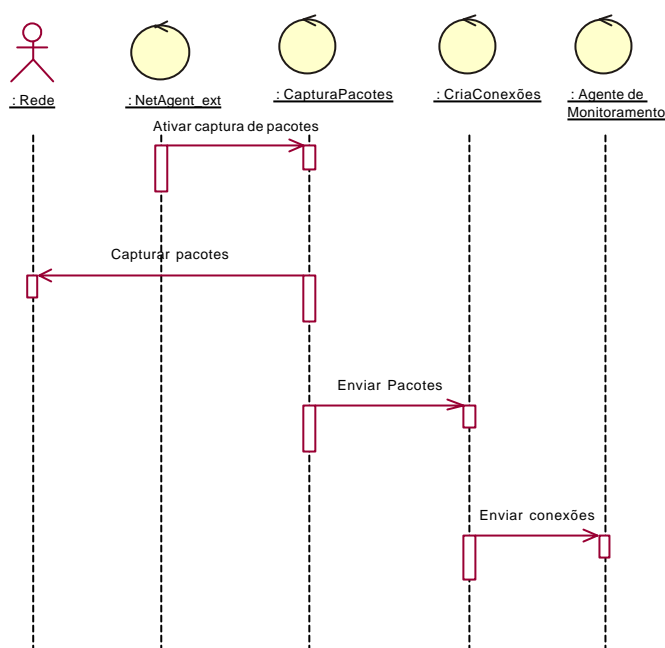 : Rede
: NetAgent_ext
: CapturaPacotes
: CriaConexões
: Agente de
Monitoramento
Ativar captura de pacotes
Capturar pacotes
Enviar Pacotes
Enviar conexões